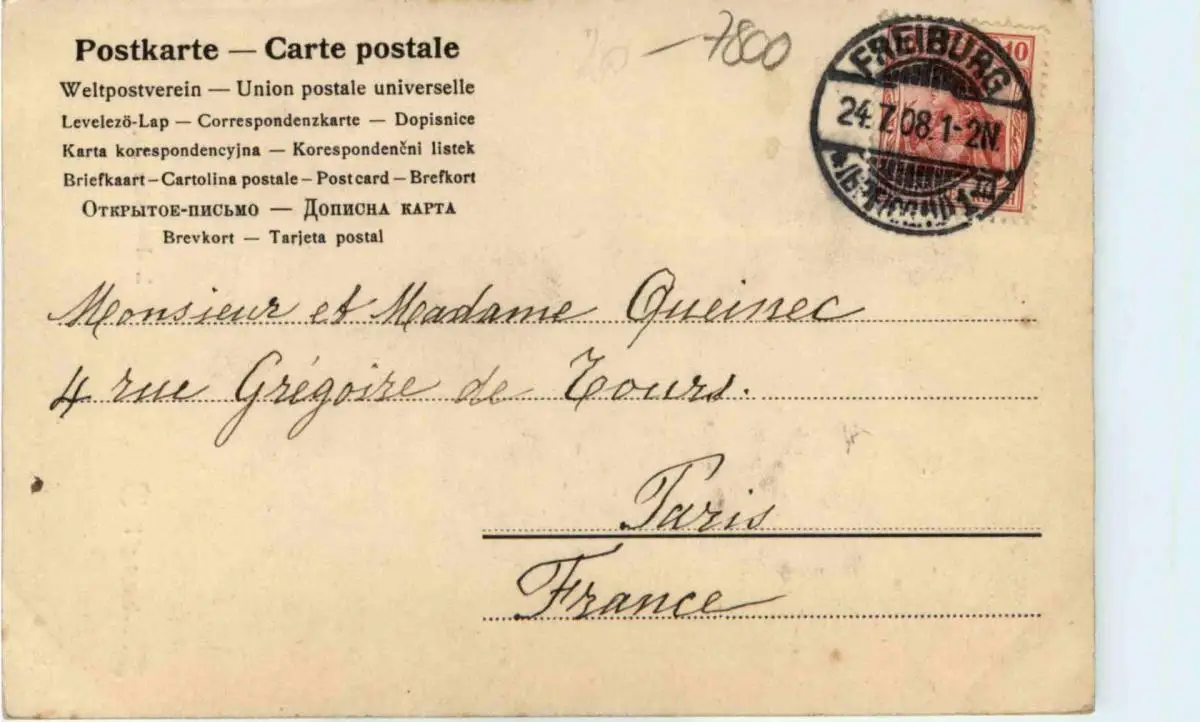 Postkarte — Carte postale
Weltpostverein — Union postale universelle
Levelező-Lap — Correspondenzkarte — Dopisnice
Karta korespondencyjna — Korespondenčni listek
Briefkaart – Cartolina postale – Post card – Brefkort
Открытое-письмо — Дописна карта
Brevkort — Tarjeta postal
20 — 7800
10
FREIBURG
24.7.08.1-2N.
Monsieur et Madame Queinec
4 rue Grégoire de Tours.
Paris
France